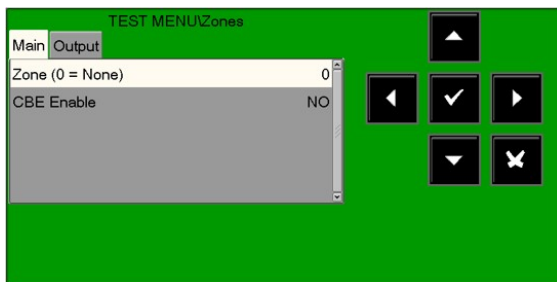 TEST MENU\Zones
Main Output
Zone (0 = None) 0
CBE Enable NO